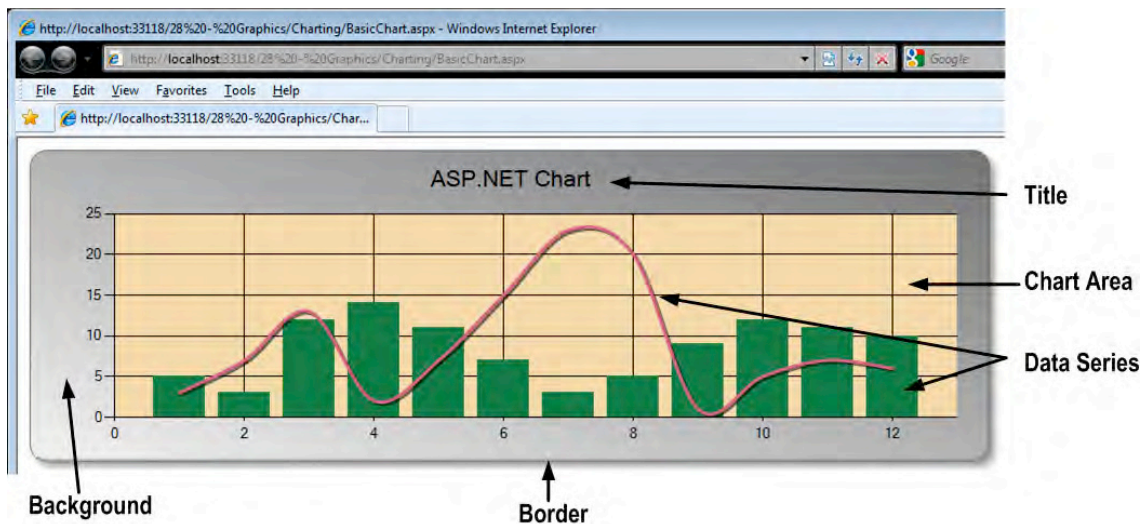 http://localhost:33118/28%20-%20Graphics/Charting/BasicChart.aspx - Windows Internet Explorer
http://localhost:33118/28%20-%20Graphics/Charting/BasicChart.aspx
Google
File Edit View Favorites Tools Help
http://localhost:33118/28%20-%20Graphics/Char...
ASP.NET Chart
Title
25
20
15
10
5
0
Chart Area
Data Series
0 2 4 6 8 10 12
Background
Border